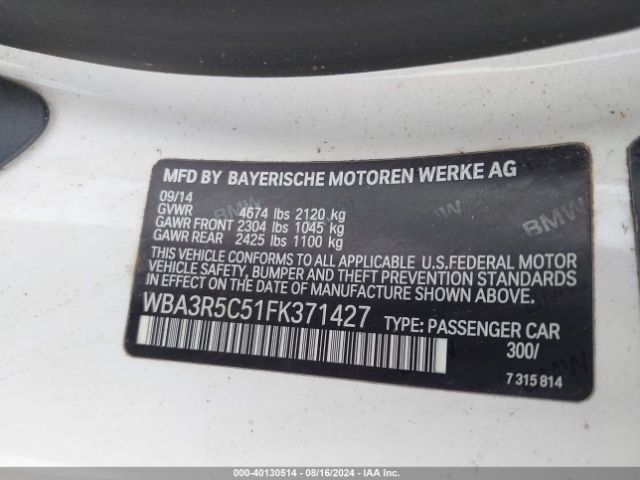 MFD BY BAYERISCHE MOTOREN WERKE AG
09/14
GVWR 4674 lbs 2120 kg
GAWR FRONT 2304 lbs 1045 kg
GAWR REAR 2425 lbs 1100 kg
THIS VEHICLE CONFORMS TO ALL APPLICABLE U.S.FEDERAL MOTOR
VEHICLE SAFETY, BUMPER AND THEFT PREVENTION STANDARDS
IN EFFECT ON THE DATE OF MANUFACTURE SHOWN ABOVE.
WBA3R5C51FK371427 TYPE: PASSENGER CAR
300/
7 315 814
BMW
BMW
BMW
000-40130514 / 08/16/2024 - IAA Inc.